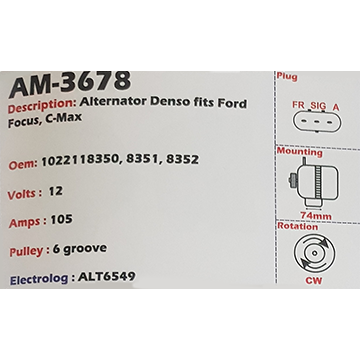 AM-3678
Description: Alternator Denso fits Ford
Focus, C-Max
Oem: 1022118350, 8351, 8352
Volts : 12
Amps : 105
Pulley : 6 groove
Electrolog : ALT6549
Plug
FR SIG A
Mounting
74mm
Rotation
CW